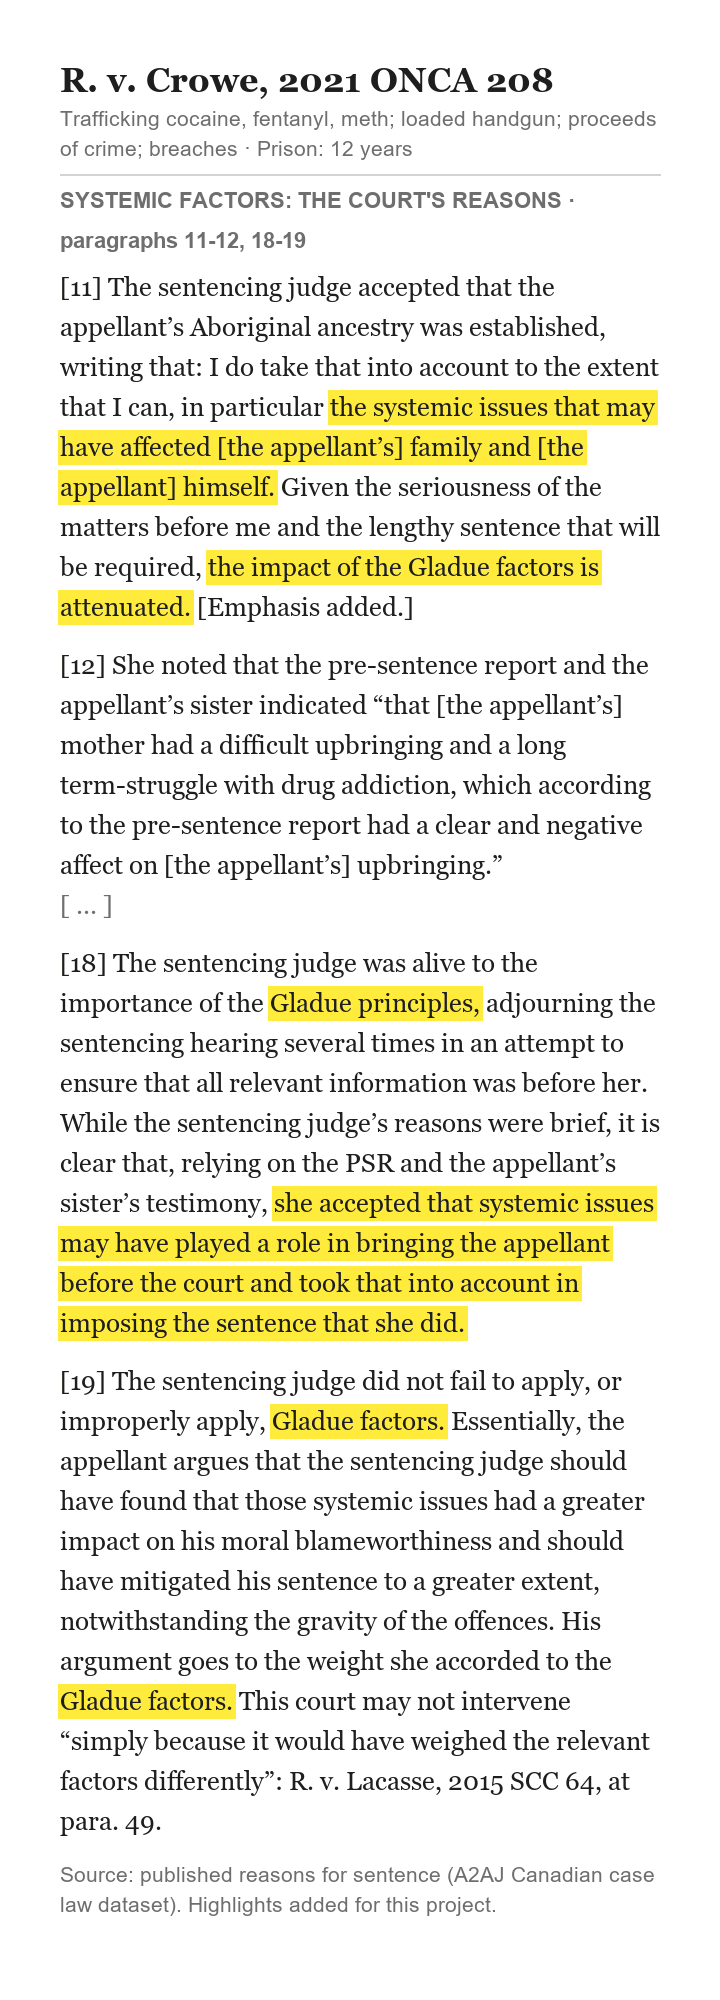 R. v. Crowe, 2021 ONCA 208
Trafficking cocaine, fentanyl, meth; loaded handgun; proceeds
of crime; breaches · Prison: 12 years
SYSTEMIC FACTORS: THE COURT'S REASONS ·
paragraphs 11-12, 18-19
[11] The sentencing judge accepted that the
appellant’s Aboriginal ancestry was established,
writing that: I do take that into account to the extent
that I can, in particular the systemic issues that may
have affected [the appellant’s] family and [the
appellant] himself. Given the seriousness of the
matters before me and the lengthy sentence that will
be required, the impact of the Gladue factors is
attenuated. [Emphasis added.]
[12] She noted that the pre-sentence report and the
appellant’s sister indicated “that [the appellant’s]
mother had a difficult upbringing and a long
term-struggle with drug addiction, which according
to the pre-sentence report had a clear and negative
affect on [the appellant’s] upbringing.”
[ ... ]
[18] The sentencing judge was alive to the
importance of the Gladue principles, adjourning the
sentencing hearing several times in an attempt to
ensure that all relevant information was before her.
While the sentencing judge’s reasons were brief, it is
clear that, relying on the PSR and the appellant’s
sister’s testimony, she accepted that systemic issues
may have played a role in bringing the appellant
before the court and took that into account in
imposing the sentence that she did.
[19] The sentencing judge did not fail to apply, or
improperly apply, Gladue factors. Essentially, the
appellant argues that the sentencing judge should
have found that those systemic issues had a greater
impact on his moral blameworthiness and should
have mitigated his sentence to a greater extent,
notwithstanding the gravity of the offences. His
argument goes to the weight she accorded to the
Gladue factors. This court may not intervene
“simply because it would have weighed the relevant
factors differently”: R. v. Lacasse, 2015 SCC 64, at
para. 49.
Source: published reasons for sentence (A2AJ Canadian case
law dataset). Highlights added for this project.